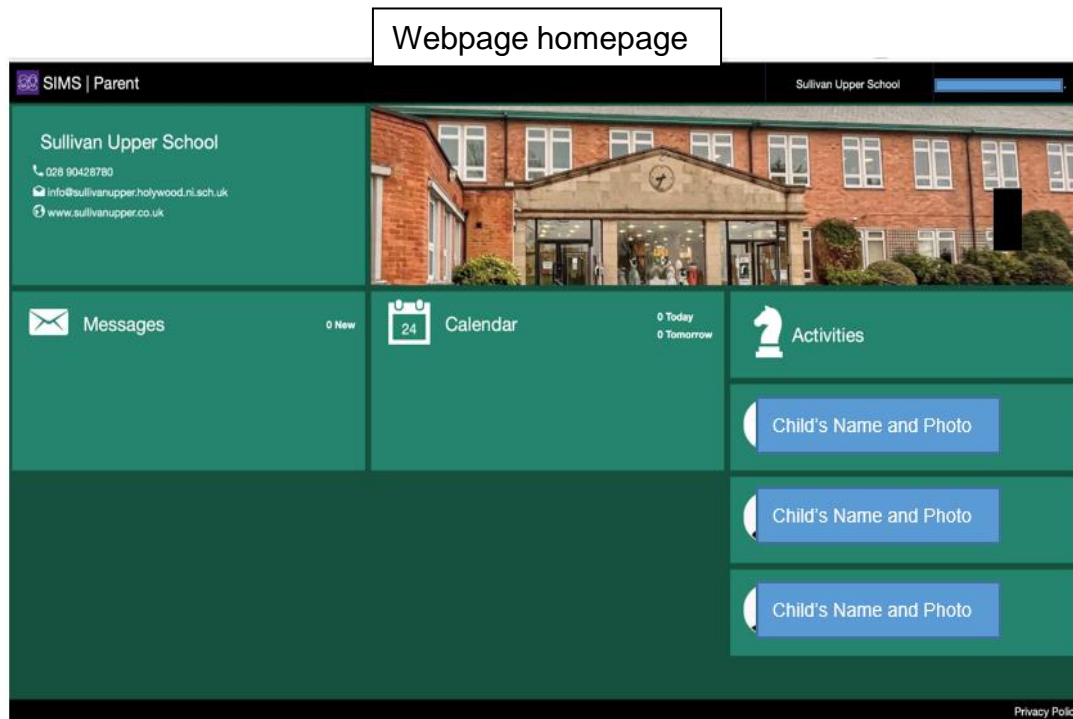 Webpage homepage
SIMS | Parent
Sullivan Upper School
Sullivan Upper School
028 90428780
info@sullivanupper.holywood.ni.sch.uk
www.sullivanupper.co.uk
Messages
0 New
24
Calendar
0 Today
0 Tomorrow
Activities
Child's Name and Photo
Child's Name and Photo
Child's Name and Photo
Privacy Polic